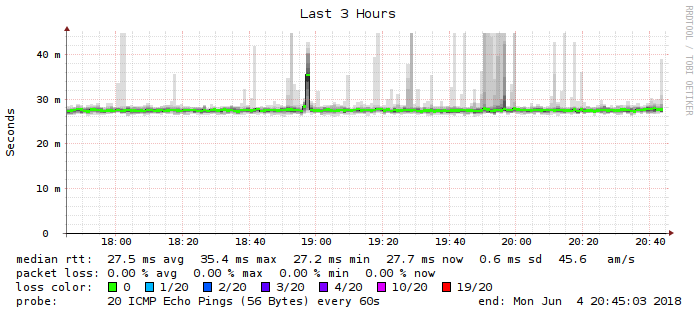 Last 3 Hours
RRDTOOL / TOBI OETIKER
Seconds
40 m
30 m
20 m
10 m
0
18:00 18:20 18:40 19:00 19:20 19:40 20:00 20:20 20:40
median rtt: 27.5 ms avg 35.4 ms max 27.2 ms min 27.7 ms now 0.6 ms sd 45.6 am/s
packet loss: 0.00 % avg 0.00 % max 0.00 % min 0.00 % now
loss color: 0 1/20 2/20 3/20 4/20 10/20 19/20
probe: 20 ICMP Echo Pings (56 Bytes) every 60s end: Mon Jun 4 20:45:03 2018